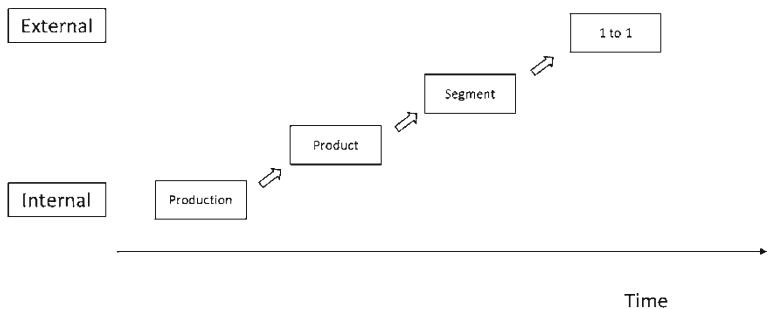 External
1 to 1
Segment
Product
Internal
Production
Time